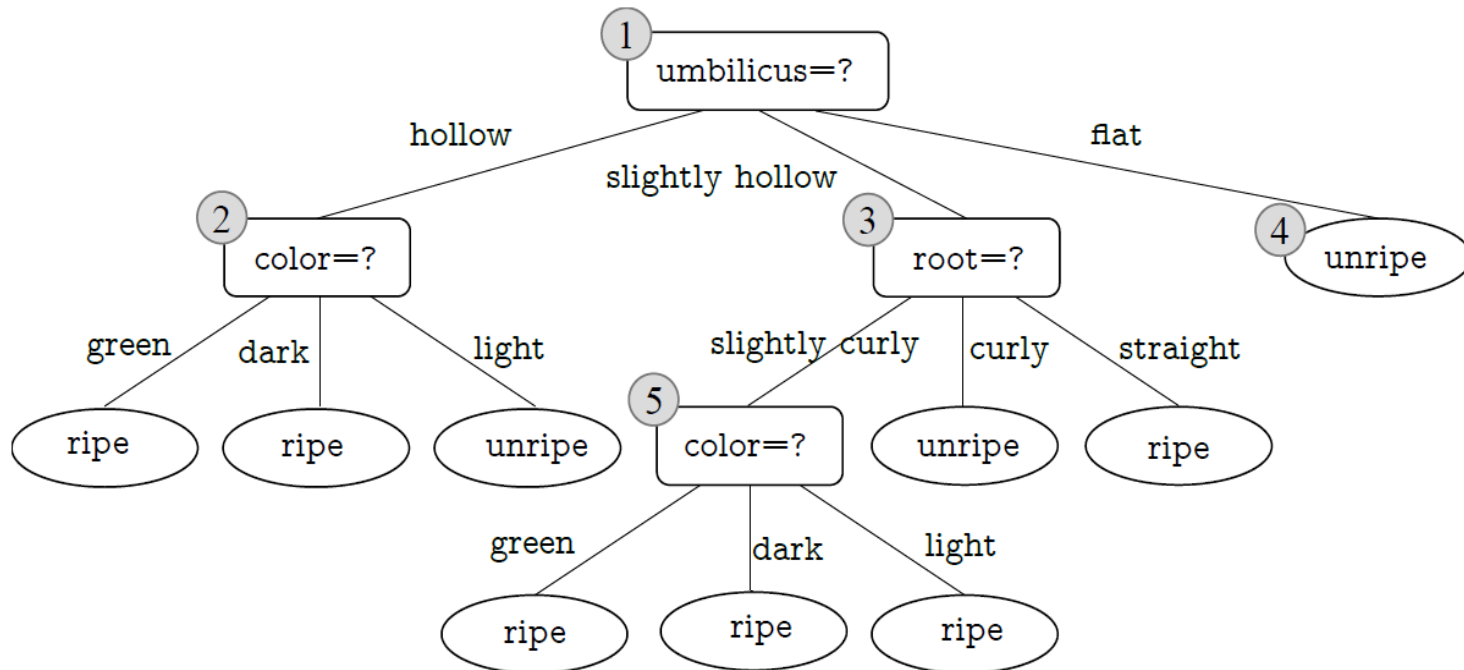 1
umbilicus=?
hollow
slightly hollow
flat
2
color=?
3
root=?
4
unripe
green
dark
light
slightly curly
curly
straight
ripe
ripe
unripe
5
color=?
unripe
ripe
green
dark
light
ripe
ripe
ripe